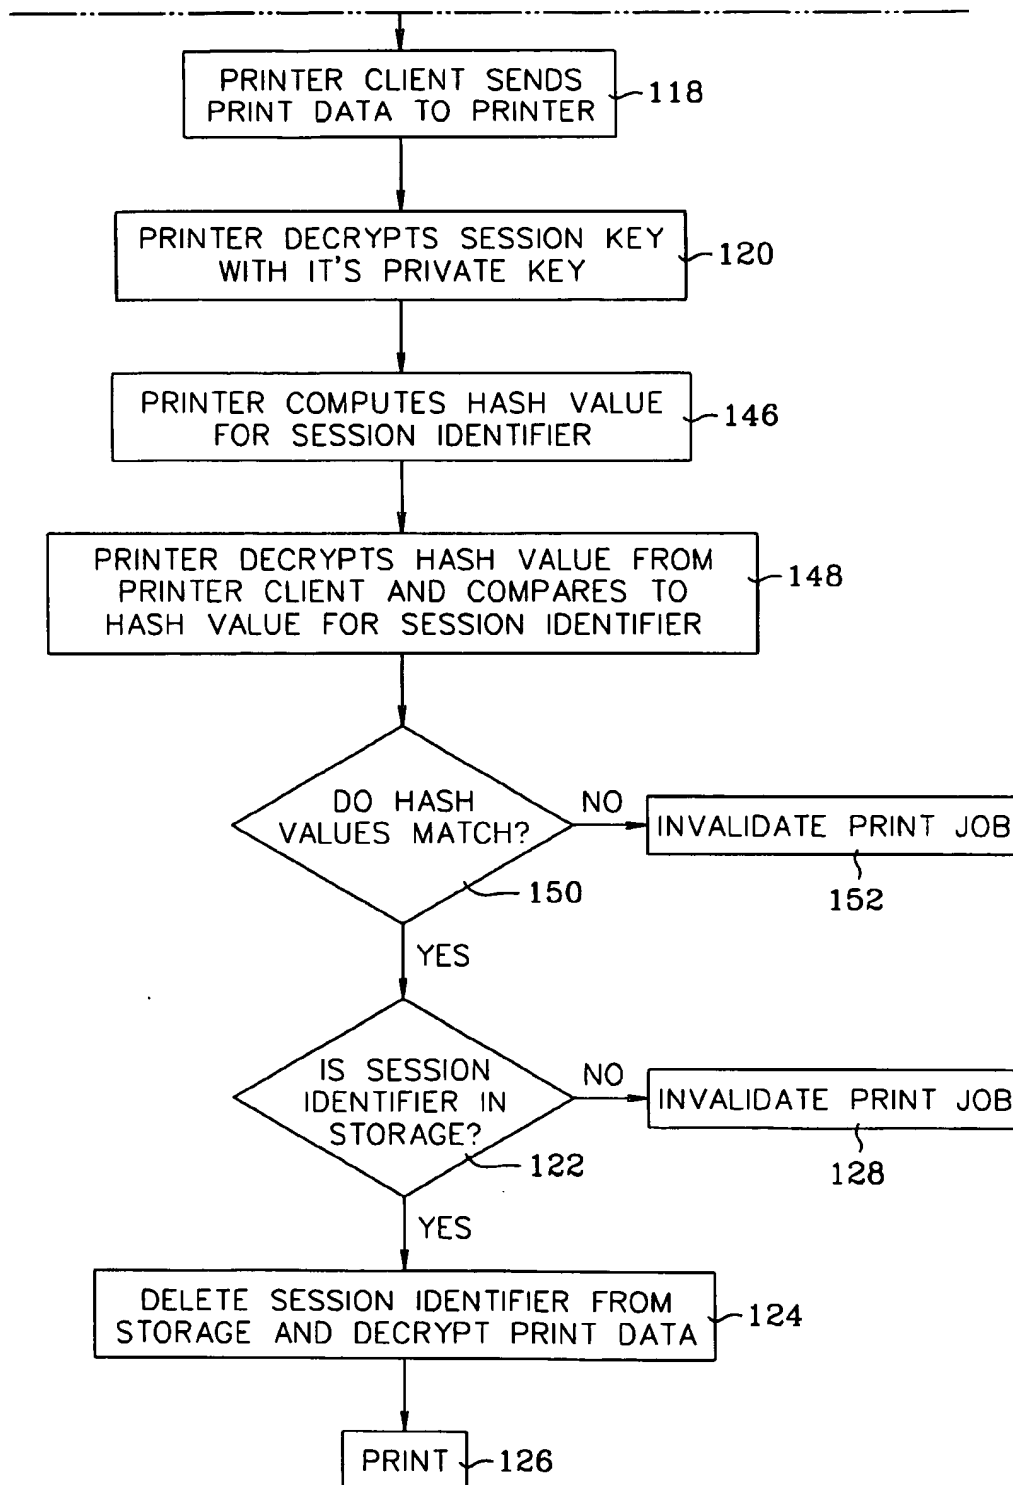 PRINTER CLIENT SENDS
PRINT DATA TO PRINTER
118
PRINTER DECRYPTS SESSION KEY
WITH IT'S PRIVATE KEY
120
PRINTER COMPUTES HASH VALUE
FOR SESSION IDENTIFIER
146
PRINTER DECRYPTS HASH VALUE FROM
PRINTER CLIENT AND COMPARES TO
HASH VALUE FOR SESSION IDENTIFIER
148
DO HASH
VALUES MATCH?
150
NO
INVALIDATE PRINT JOB
152
YES
IS SESSION
IDENTIFIER IN
STORAGE?
122
NO
INVALIDATE PRINT JOB
128
YES
DELETE SESSION IDENTIFIER FROM
STORAGE AND DECRYPT PRINT DATA
124
PRINT
126